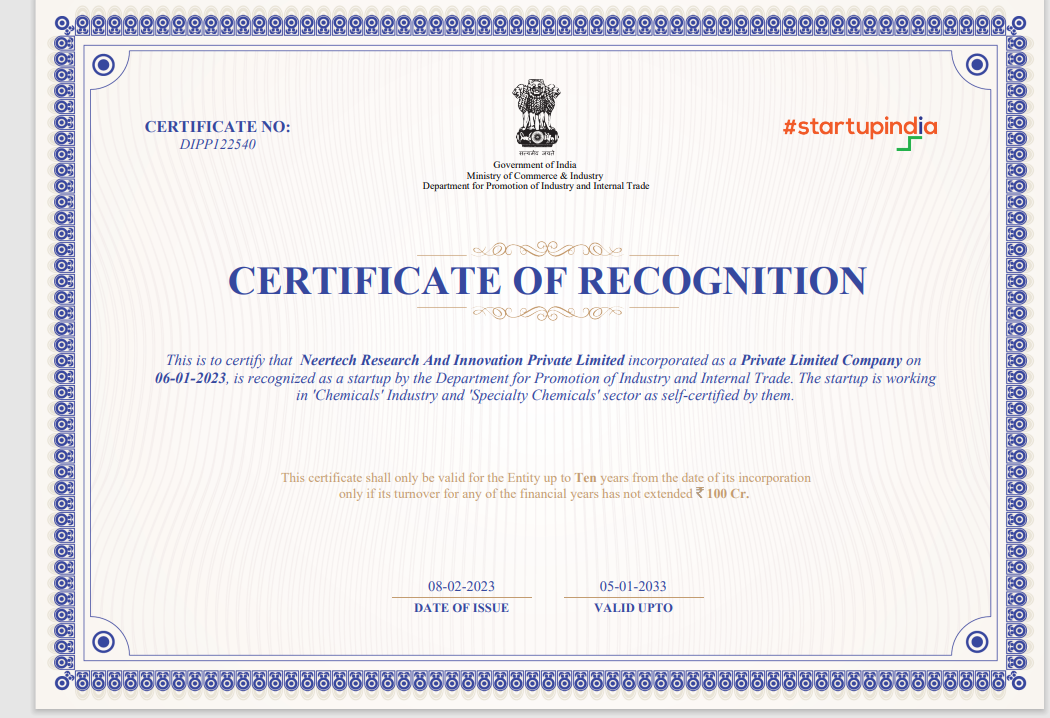 CERTIFICATE NO:
DIPP122540
सत्यमेव जयते
Government of India
Ministry of Commerce & Industry
Department for Promotion of Industry and Internal Trade
#startupindia
CERTIFICATE OF RECOGNITION
This is to certify that Neertech Research And Innovation Private Limited incorporated as a Private Limited Company on
06-01-2023, is recognized as a startup by the Department for Promotion of Industry and Internal Trade. The startup is working
in 'Chemicals' Industry and 'Specialty Chemicals' sector as self-certified by them.
This certificate shall only be valid for the Entity up to Ten years from the date of its incorporation
only if its turnover for any of the financial years has not extended ₹ 100 Cr.
08-02-2023
DATE OF ISSUE
05-01-2033
VALID UPTO